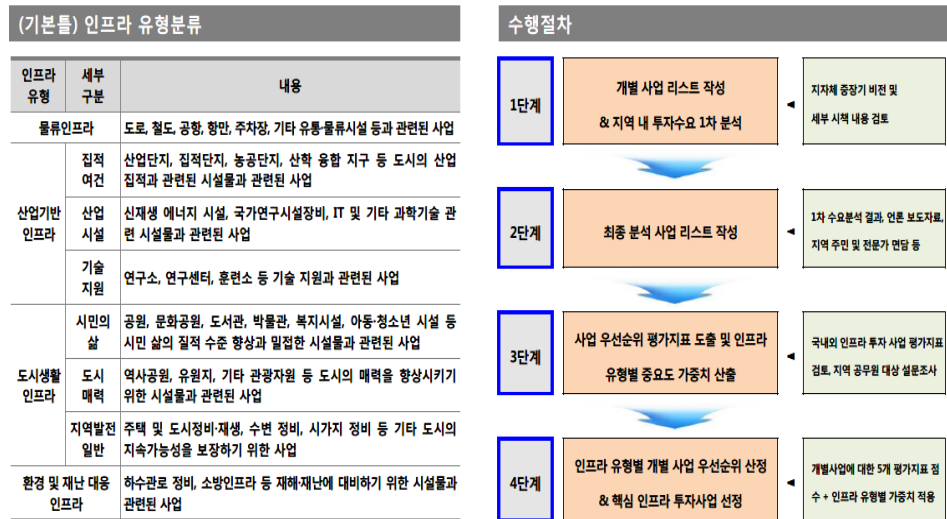 (기본틀) 인프라 유형분류
인프라
유형
세부
구분
내용
물류인프라
도로, 철도, 공항, 항만, 주차장, 기타 유통·물류시설 등과 관련된 사업
산업기반
인프라
집적
여건
산업단지, 집적단지, 농공단지, 산학 융합 지구 등 도시의 산업
집적과 관련된 시설물과 관련된 사업
산업
시설
신재생 에너지 시설, 국가연구시설장비, IT 및 기타 과학기술 관
련 시설물과 관련된 사업
기술
지원
연구소, 연구센터, 훈련소 등 기술 지원과 관련된 사업
도시생활
인프라
시민의
삶
공원, 문화공원, 도서관, 박물관, 복지시설, 아동·청소년 시설 등
시민 삶의 질적 수준 향상과 밀접한 시설물과 관련된 사업
도시
매력
역사공원, 유원지, 기타 관광자원 등 도시의 매력을 향상시키기
위한 시설물과 관련된 사업
지역발전
일반
주택 및 도시정비·재생, 수변 정비, 시가지 정비 등 기타 도시의
지속가능성을 보장하기 위한 사업
환경 및 재난 대응
인프라
하수관로 정비, 소방인프라 등 재해·재난에 대비하기 위한 시설물과
관련된 사업
수행절차
1단계
개별 사업 리스트 작성
& 지역 내 투자수요 1차 분석
지자체 중장기 비전 및
세부 시책 내용 검토
2단계
최종 분석 사업 리스트 작성
1차 수요분석 결과, 언론 보도자료,
지역 주민 및 전문가 면담 등
3단계
사업 우선순위 평가지표 도출 및 인프라
유형별 중요도 가중치 산출
국내외 인프라 투자 사업 평가지표
검토, 지역 공무원 대상 설문조사
4단계
인프라 유형별 개별 사업 우선순위 산정
& 핵심 인프라 투자사업 선정
개별사업에 대한 5개 평가지표 점
수 + 인프라 유형별 가중치 적용